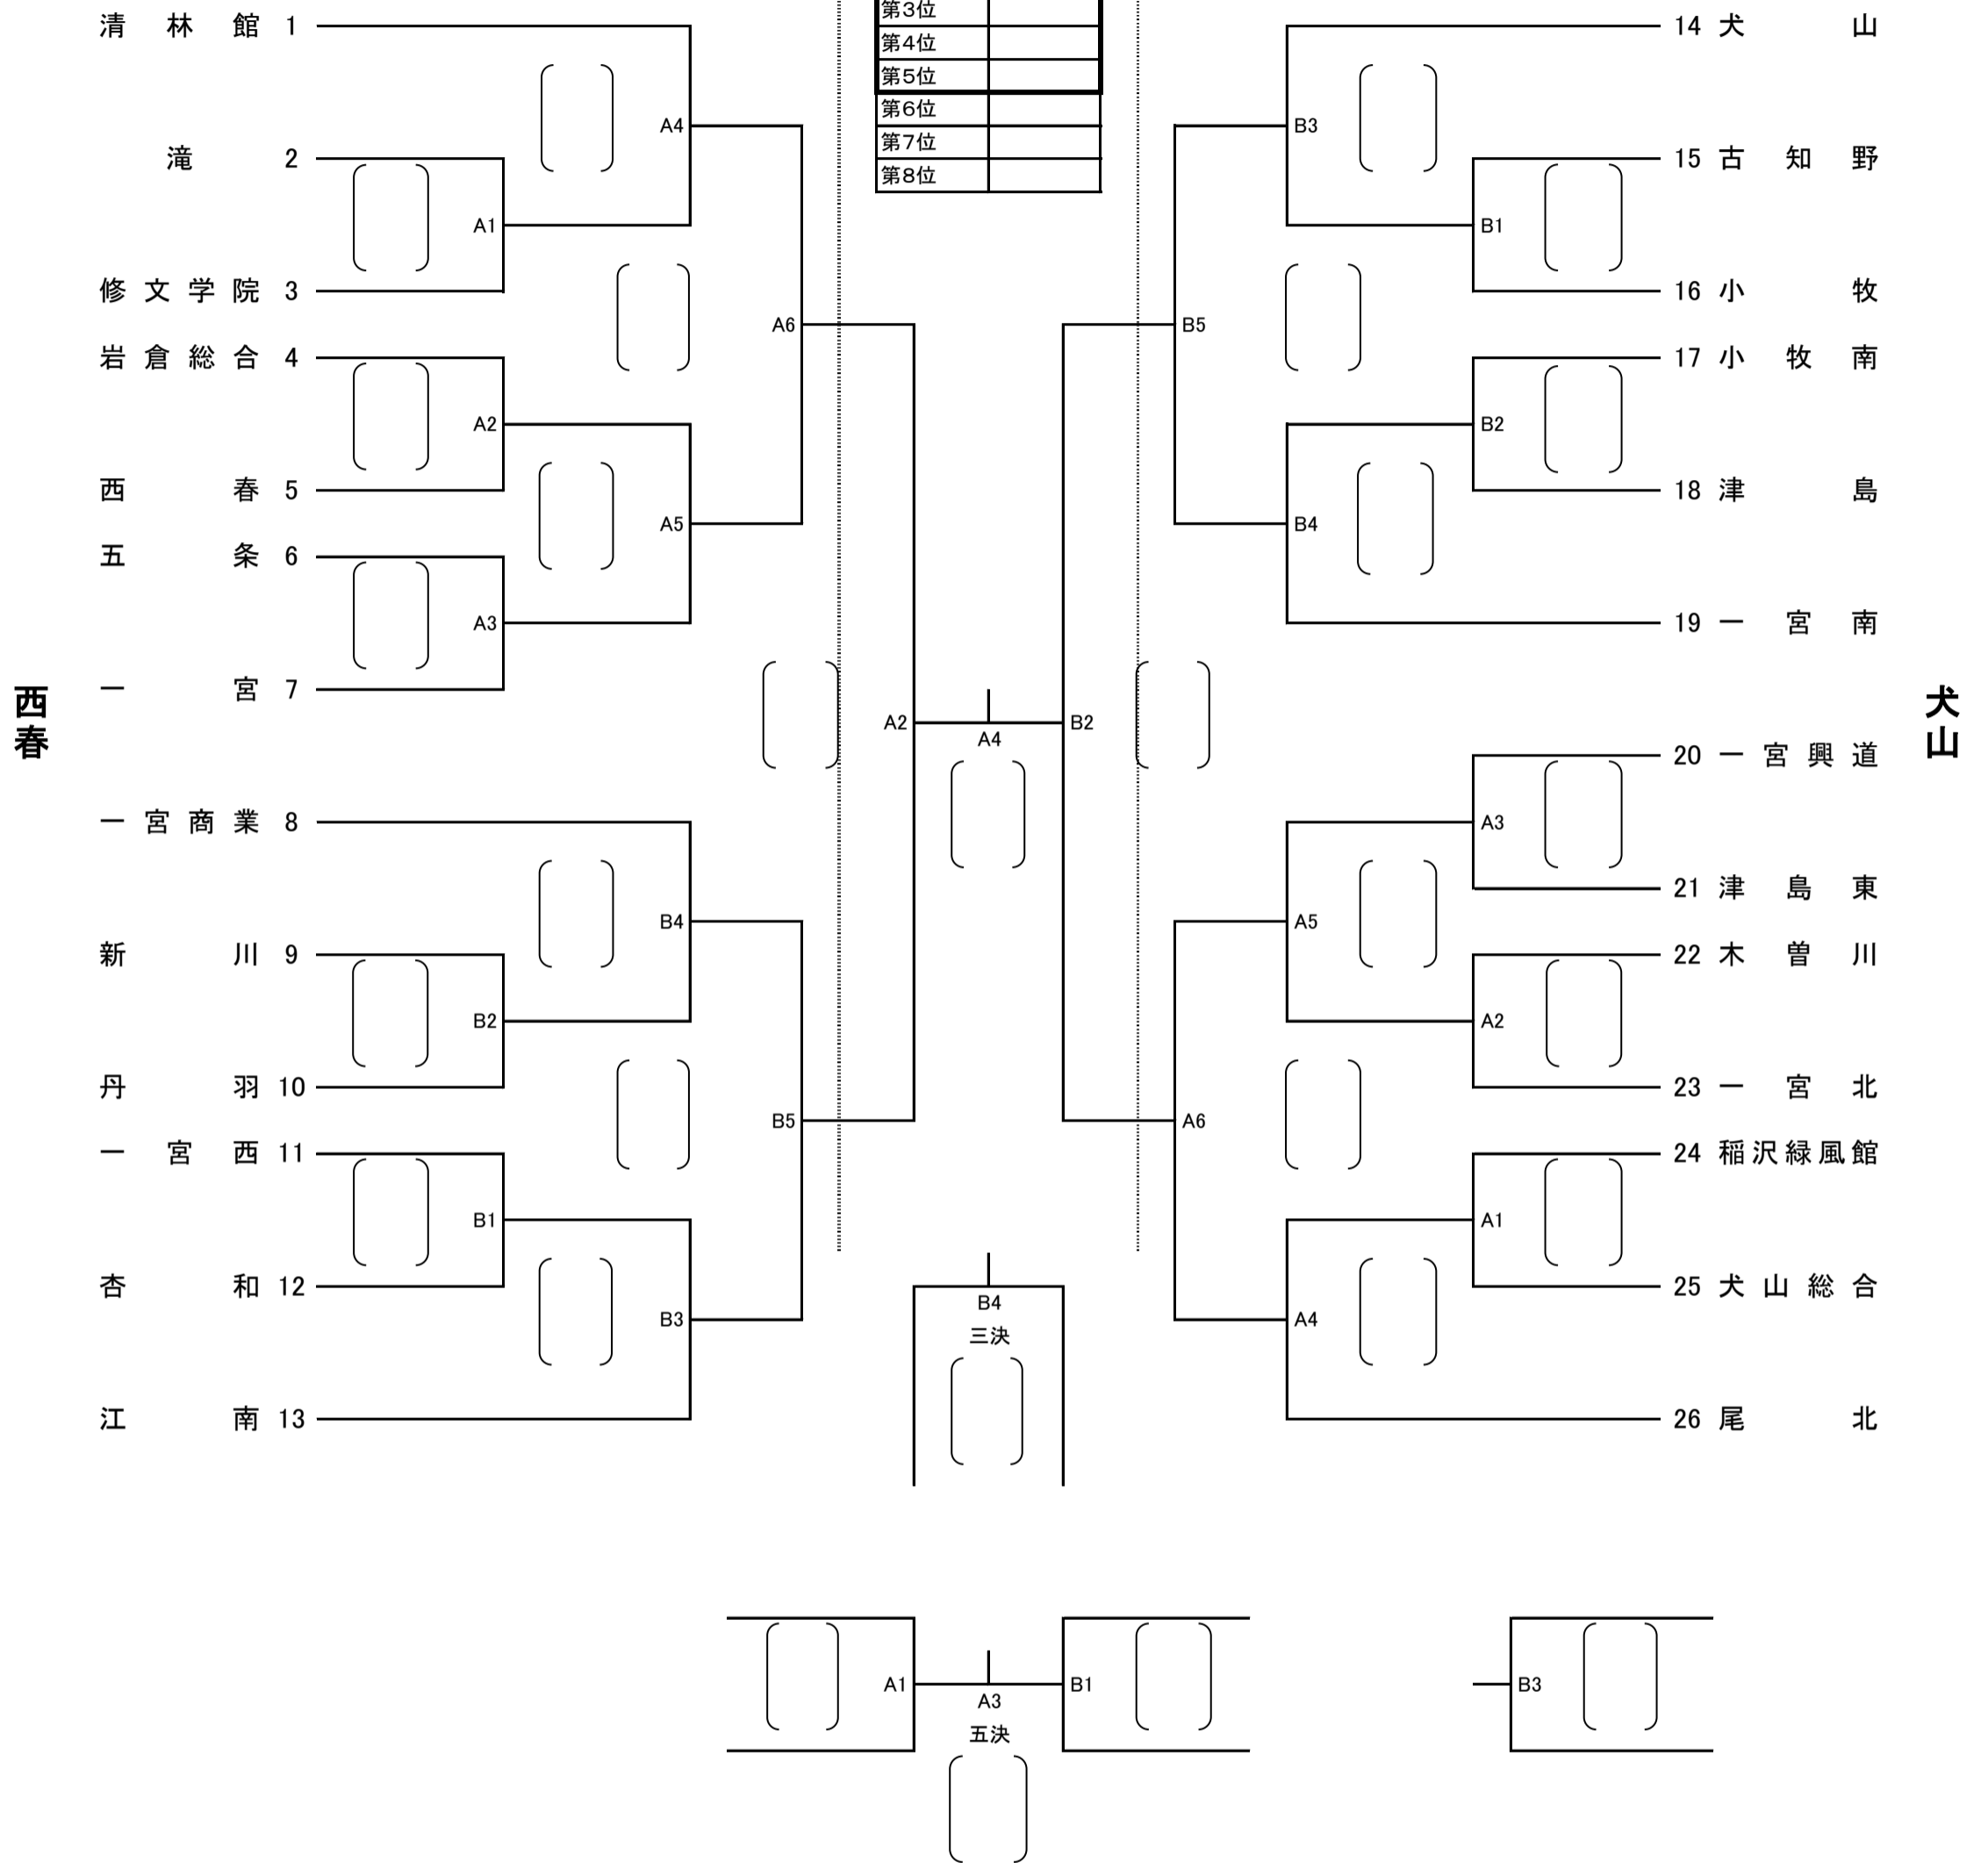 第3位
第4位
第5位
第6位
第7位
第8位
清林館 1
A4
滝 2
A1
修文学院 3
A6
岩倉総合 4
A2
西春 5
A5
五条 6
A3
一宮 7
西春
一宮商業 8
B4
新川 9
B2
丹羽 10
B5
一宮西 11
B1
杏和 12
B3
江南 13
A2
A4
B2
14 犬山
B3
15 古知野
B1
16 小牧
B5
17 小牧南
B2
18 津島
B4
19 一宮南
犬山
20 一宮興道
A3
21 津島東
A5
22 木曽川
A2
23 一宮北
A6
24 稲沢緑風館
A1
25 犬山総合
A4
26 尾北
B4
三決
A1
A3
五決
B1
B3